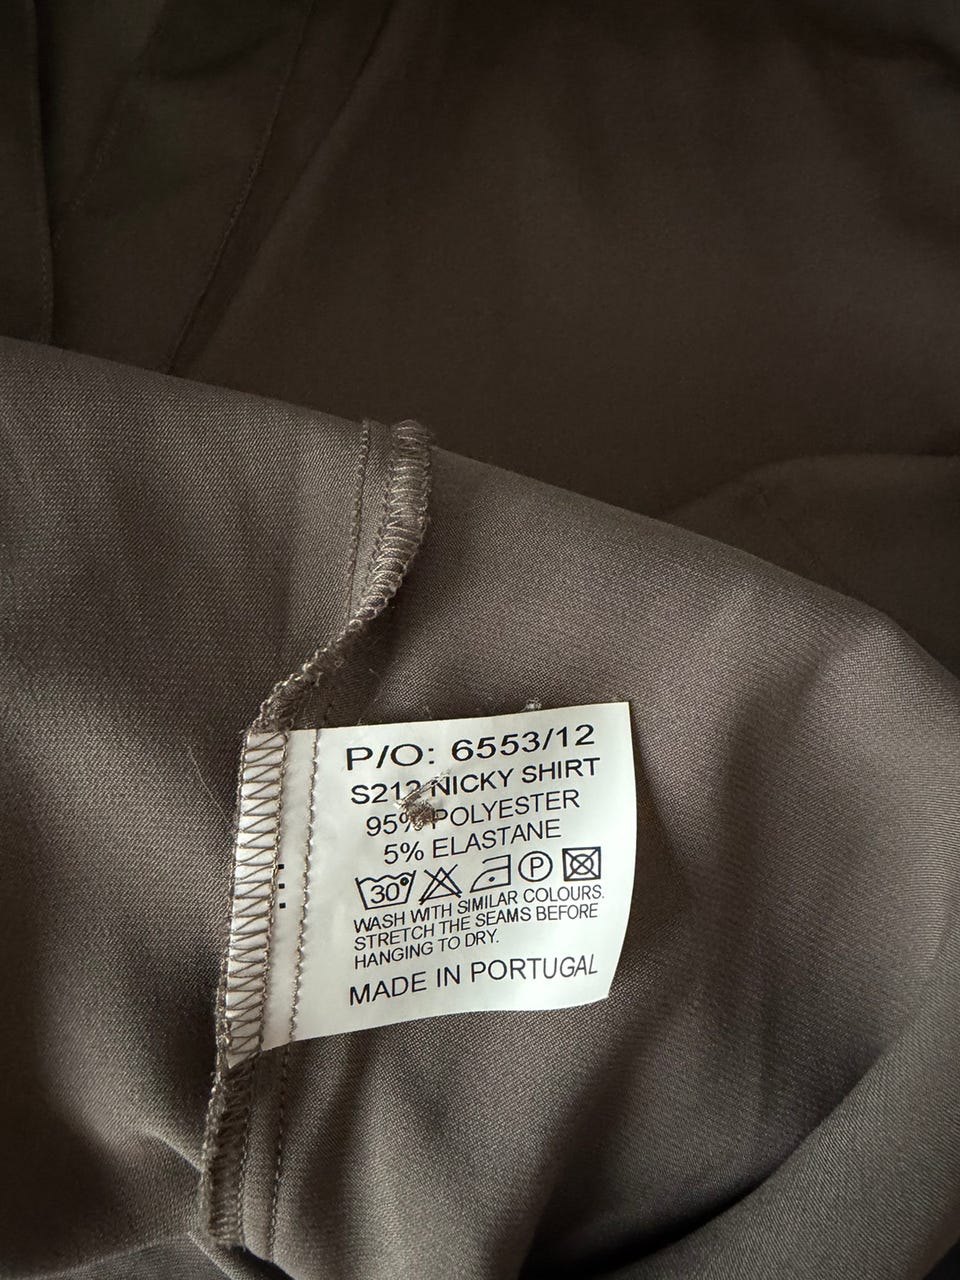 P/O: 6553/12
S212 NICKY SHIRT
95% POLYESTER
5% ELASTANE
30° P
WASH WITH SIMILAR COLOURS.
STRETCH THE SEAMS BEFORE
HANGING TO DRY.
MADE IN PORTUGAL